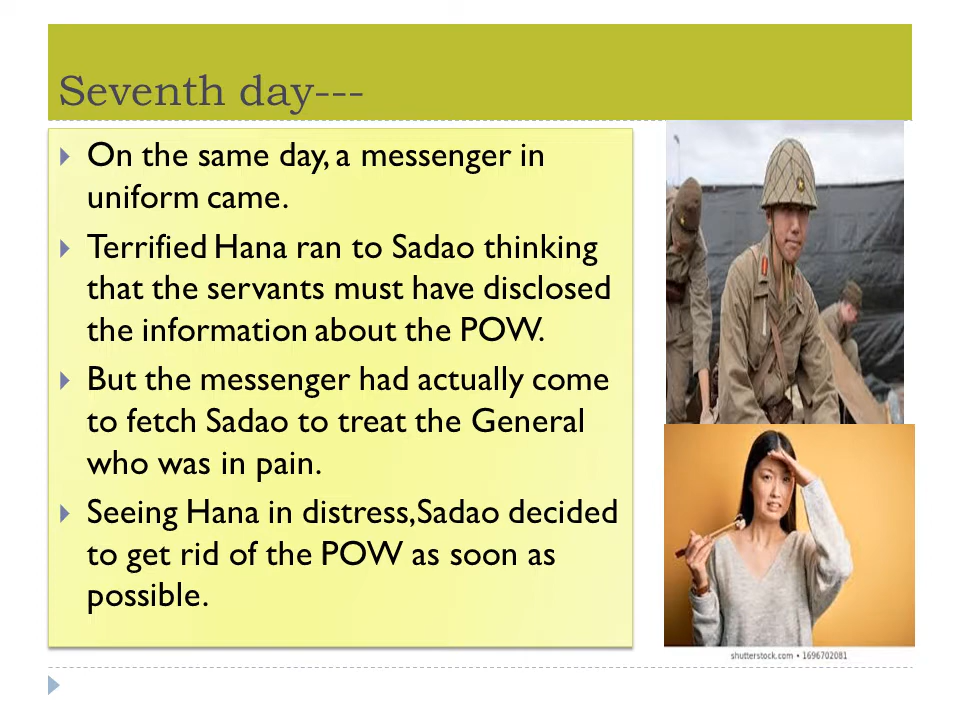 Seventh day---
On the same day, a messenger in
uniform came.
Terrified Hana ran to Sadao thinking
that the servants must have disclosed
the information about the POW.
But the messenger had actually come
to fetch Sadao to treat the General
who was in pain.
Seeing Hana in distress,Sadao decided
to get rid of the POW as soon as
possible.
shutterstock.com • 1696702081